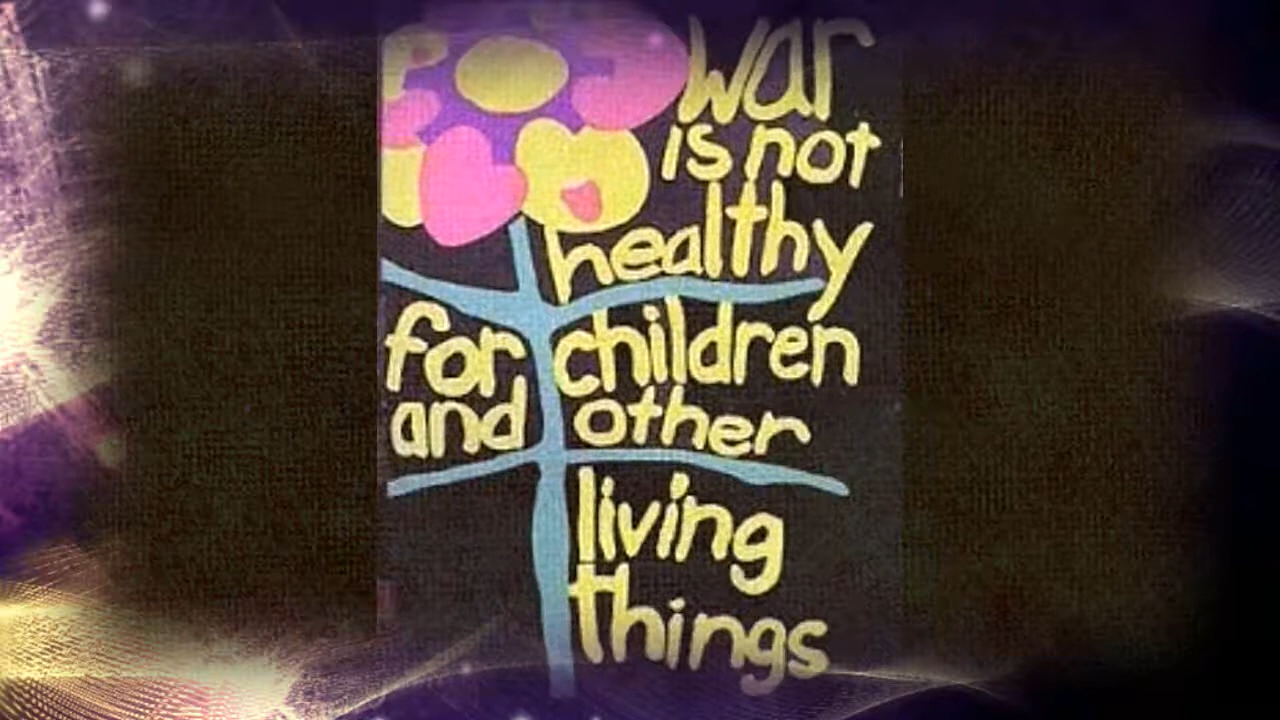 war
is not
healthy
for children
and other
living
things